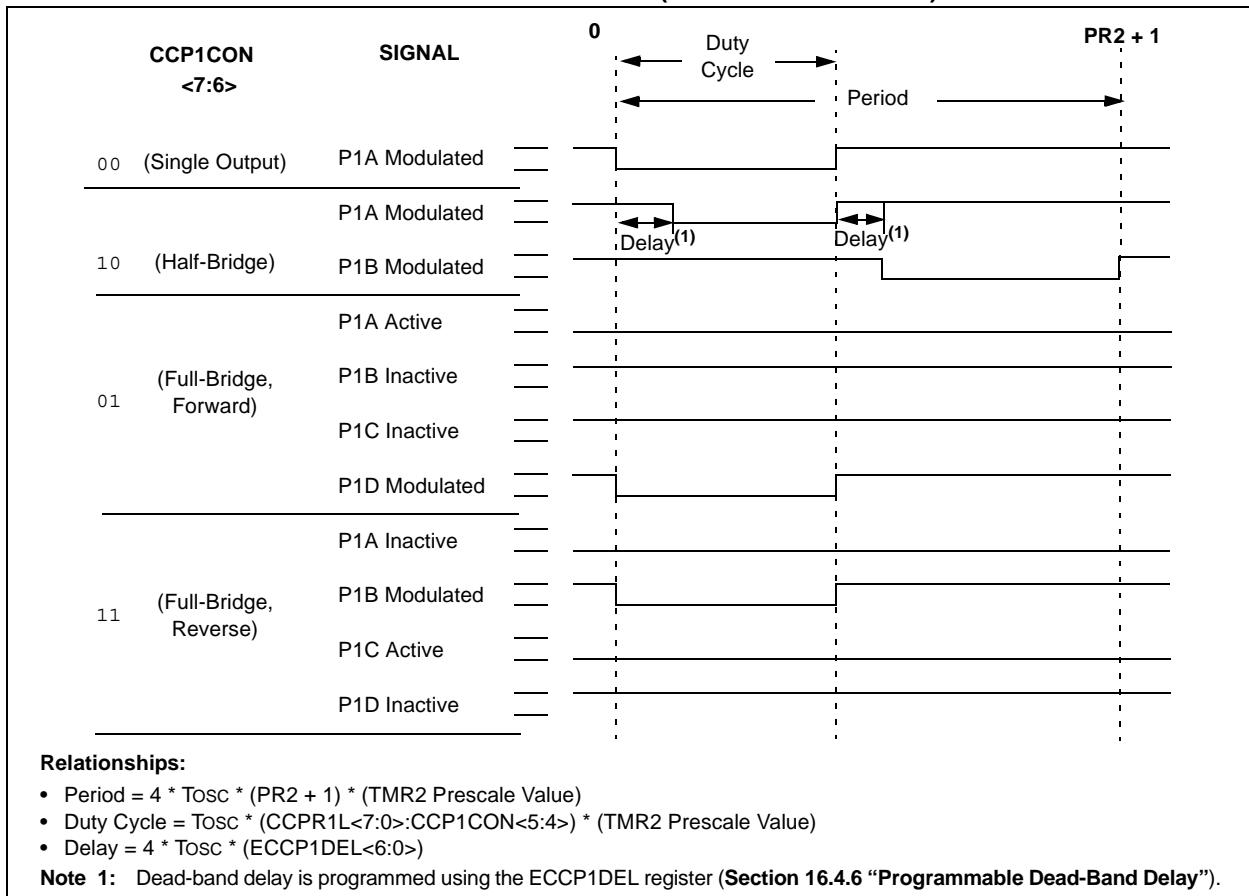 0
PR2 + 1
Duty
Cycle
CCP1CON
<7:6>
SIGNAL
Period
00 (Single Output) P1A Modulated
P1A Modulated
Delay(1) Delay(1)
10 (Half-Bridge) P1B Modulated
P1A Active
P1B Inactive
01 (Full-Bridge,
Forward)
P1C Inactive
P1D Modulated
P1A Inactive
P1B Modulated
11 (Full-Bridge,
Reverse)
P1C Active
P1D Inactive
Relationships:
• Period = 4 * TOSC * (PR2 + 1) * (TMR2 Prescale Value)
• Duty Cycle = TOSC * (CCPR1L<7:0>:CCP1CON<5:4>) * (TMR2 Prescale Value)
• Delay = 4 * TOSC * (ECCP1DEL<6:0>)
Note 1: Dead-band delay is programmed using the ECCP1DEL register (Section 16.4.6 “Programmable Dead-Band Delay”).